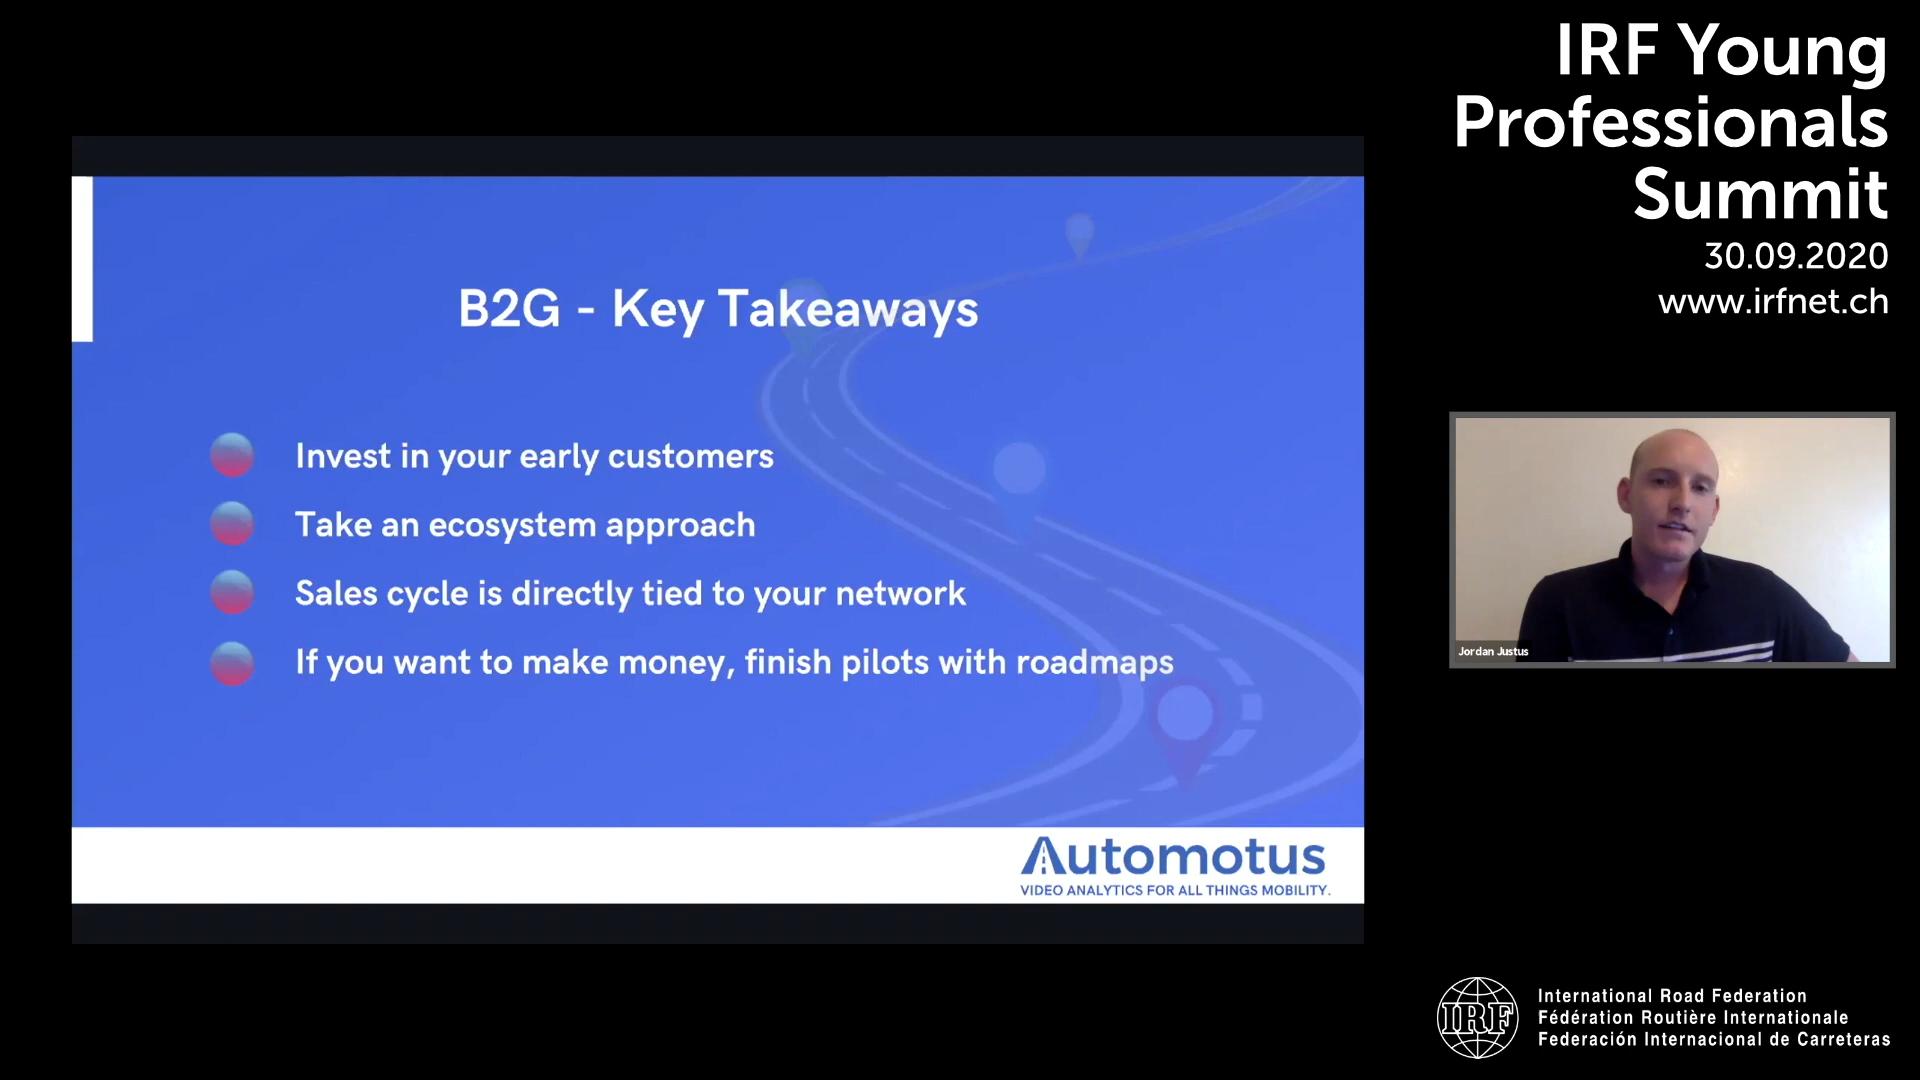 IRF Young
Professionals
Summit
30.09.2020
www.irfnet.ch
B2G - Key Takeaways
Invest in your early customers
Take an ecosystem approach
Sales cycle is directly tied to your network
If you want to make money, finish pilots with roadmaps
Automotus
VIDEO ANALYTICS FOR ALL THINGS MOBILITY.
Jordan Justus
IRF
International Road Federation
Fédération Routière Internationale
Federación Internacional de Carreteras